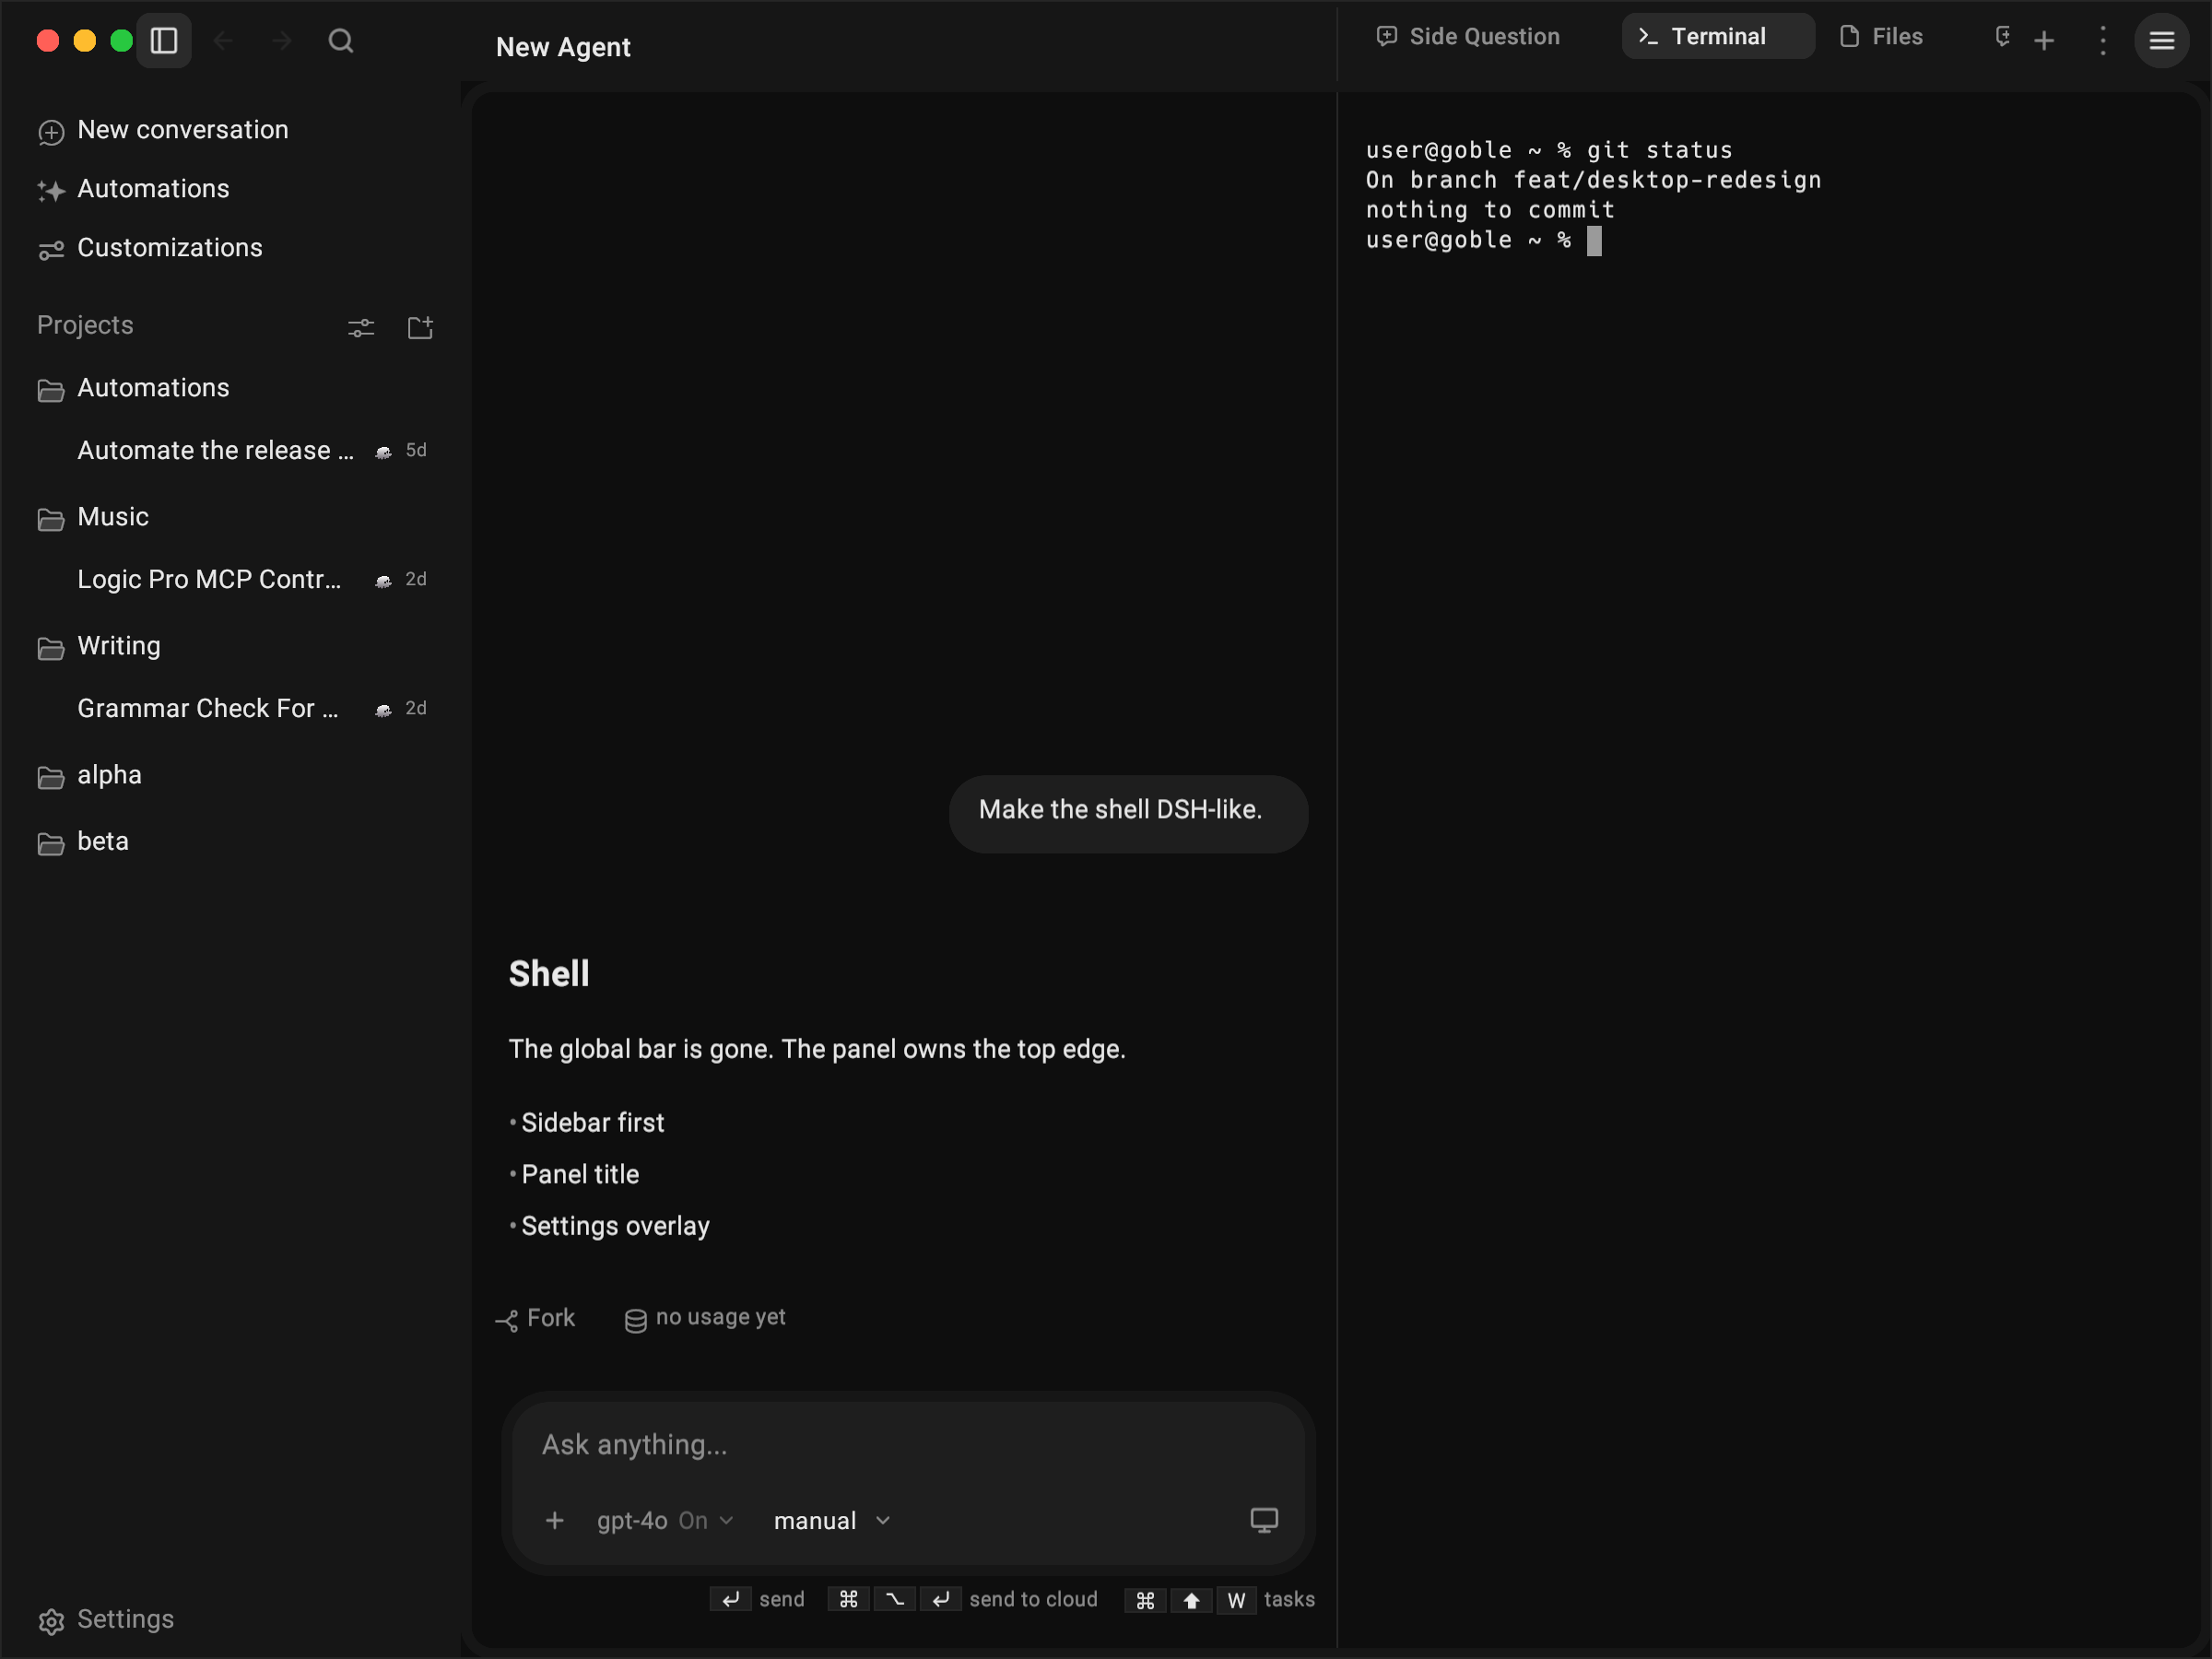 New Agent
Side Question
Terminal
Files
New conversation
Automations
Customizations
Projects
Automations
Automate the release ... 5d
Music
Logic Pro MCP Contr... 2d
Writing
Grammar Check For ... 2d
alpha
beta
Settings
Make the shell DSH-like.
Shell
The global bar is gone. The panel owns the top edge.
• Sidebar first
• Panel title
• Settings overlay
Fork no usage yet
Ask anything...
+ gpt-4o On manual
↵ send ⌘ ⌥ ↵ send to cloud ⌘ ⬆ W tasks
user@goble ~ % git status
On branch feat/desktop-redesign
nothing to commit
user@goble ~ %